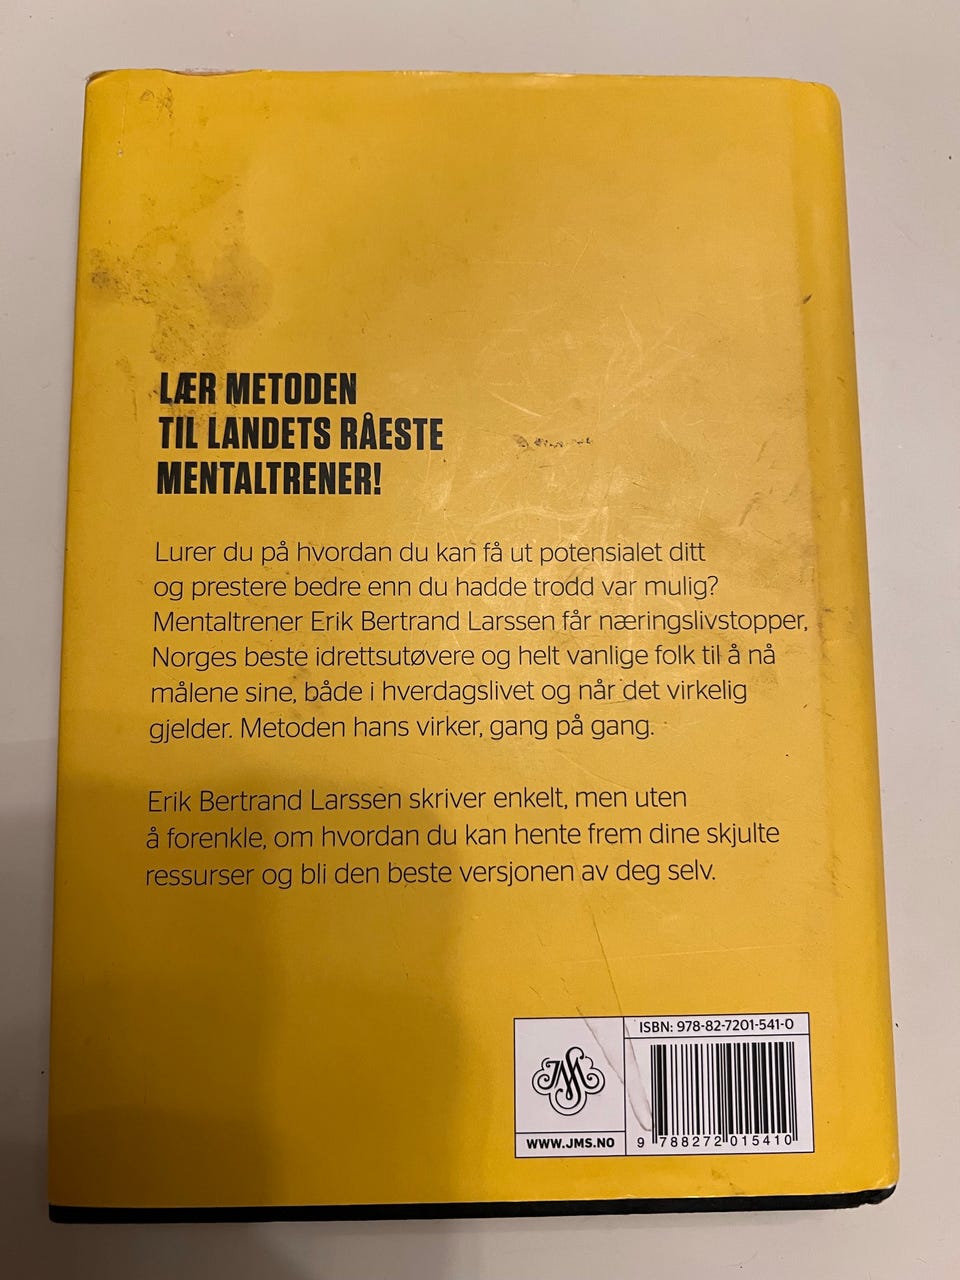 LÆR METODEN
TIL LANDETS RÅESTE
MENTALTRENER!
Lurer du på hvordan du kan få ut potensialet ditt
og prestere bedre enn du hadde trodd var mulig?
Mentaltrener Erik Bertrand Larssen får næringslivstopper,
Norges beste idrettsutøvere og helt vanlige folk til å nå
målene sine, både i hverdagslivet og når det virkelig
gjelder. Metoden hans virker, gang på gang.
Erik Bertrand Larssen skriver enkelt, men uten
å forenkle, om hvordan du kan hente frem dine skjulte
ressurser og bli den beste versjonen av deg selv.
ISBN: 978-82-7201-541-0
JMS
WWW.JMS.NO
9 788272 015410